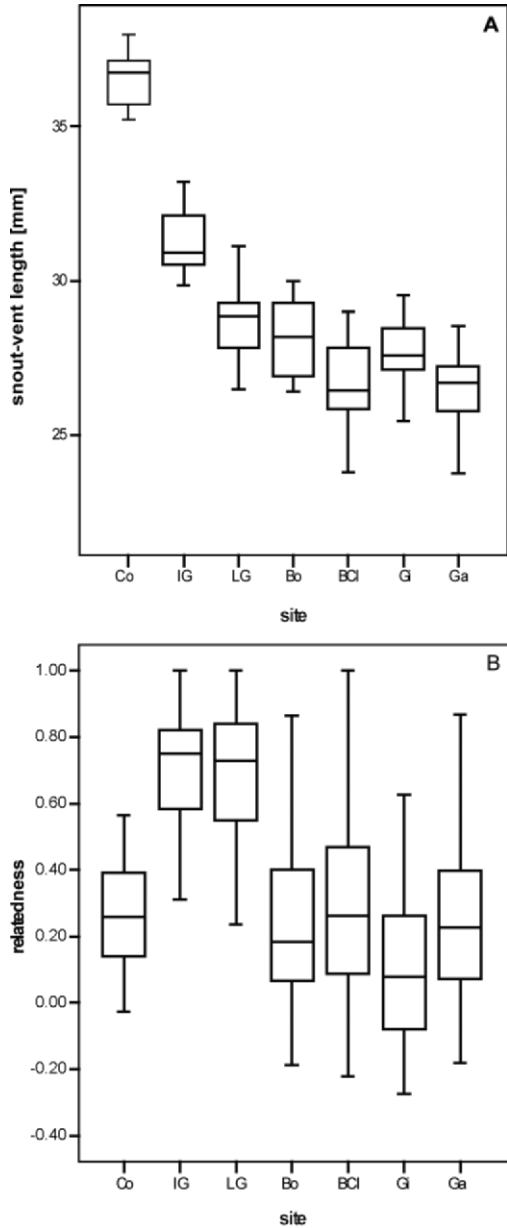 A
35
30
25
snout-vent length [mm]
Co IG LG Bo BCI Gi Ga
site
B
1.00
0.80
0.60
0.40
0.20
0.00
-0.20
-0.40
relatedness
Co IG LG Bo BCI Gi Ga
site